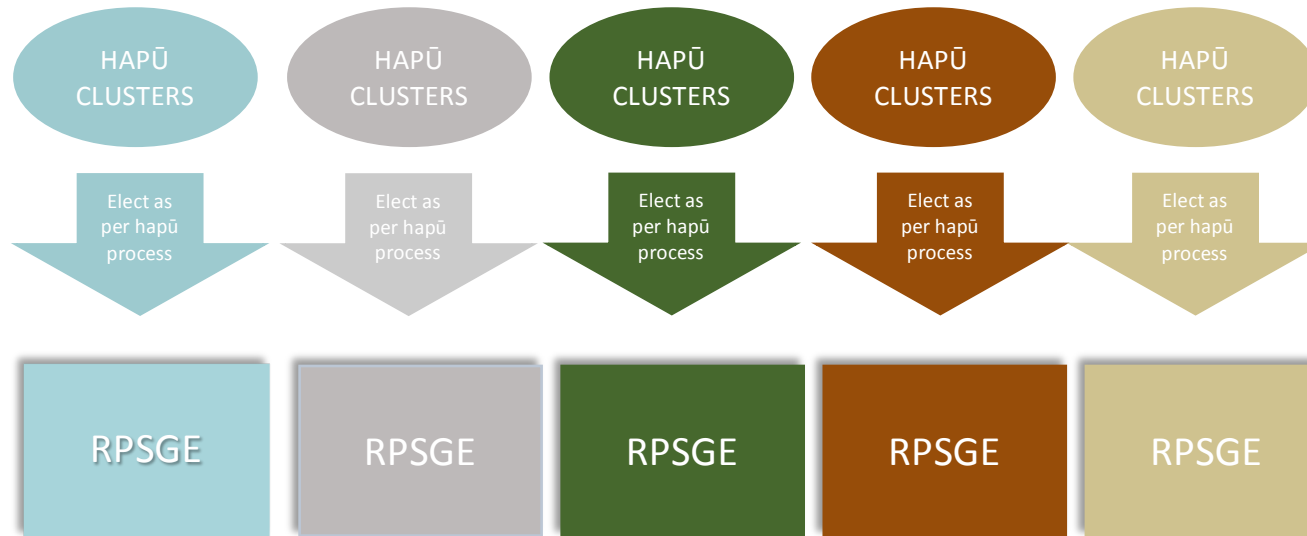 HAPŪ
CLUSTERS
HAPŪ
CLUSTERS
HAPŪ
CLUSTERS
HAPŪ
CLUSTERS
HAPŪ
CLUSTERS
Elect as
per hapū
process
Elect as
per hapū
process
Elect as
per hapū
process
Elect as
per hapū
process
Elect as
per hapū
process
RPSGE
RPSGE
RPSGE
RPSGE
RPSGE